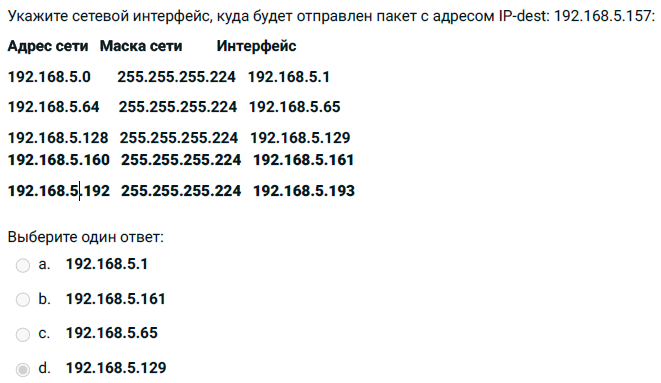 Укажите сетевой интерфейс, куда будет отправлен пакет с адресом IP-dest: 192.168.5.157:
Адрес сети Маска сети Интерфейс
192.168.5.0 255.255.255.224 192.168.5.1
192.168.5.64 255.255.255.224 192.168.5.65
192.168.5.128 255.255.255.224 192.168.5.129
192.168.5.160 255.255.255.224 192.168.5.161
192.168.5.192 255.255.255.224 192.168.5.193
Выберите один ответ:
a. 192.168.5.1
b. 192.168.5.161
c. 192.168.5.65
d. 192.168.5.129